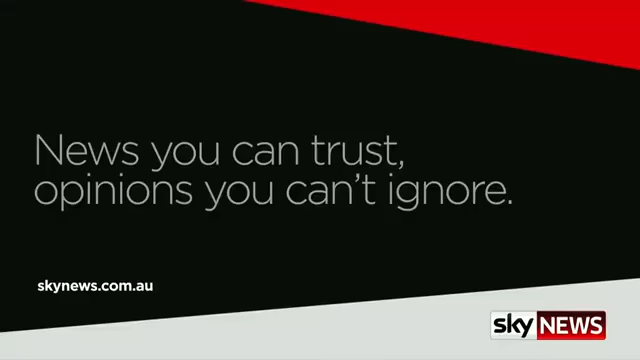 News you can trust,
opinions you can't ignore.
skynews.com.au
sky NEWS